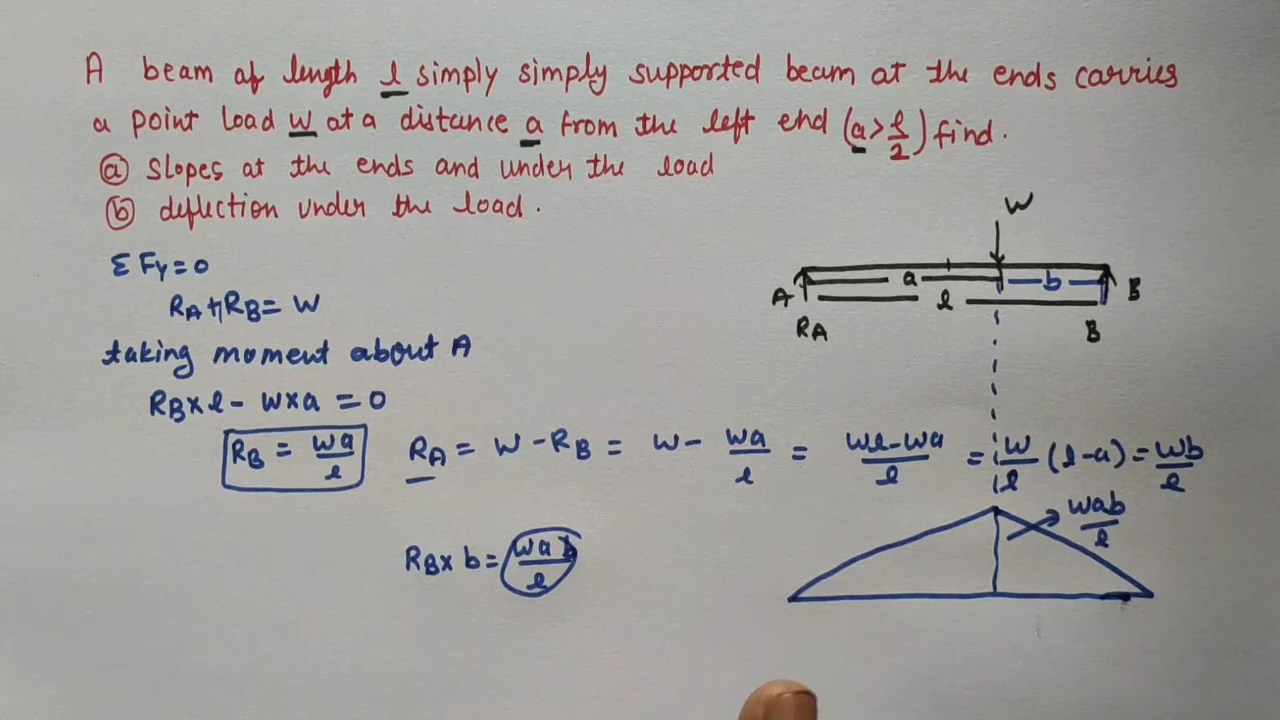 A beam of length l simply simply supported beam at the ends carries
a point load W at a distance a from the left end (a > l/2) find.
(a) slopes at the ends and under the load
(b) deflection under the load.
W
a
b
A
l
B
RA
B
ΣFy = 0
RA + RB = W
taking moment about A
RB × l - W × a = 0
RB = Wa/l
RA = W - RB = W - Wa/l = Wl - Wa/l = W/l (l - a) = Wb/l
Wab/l
RB × b = Wab/l